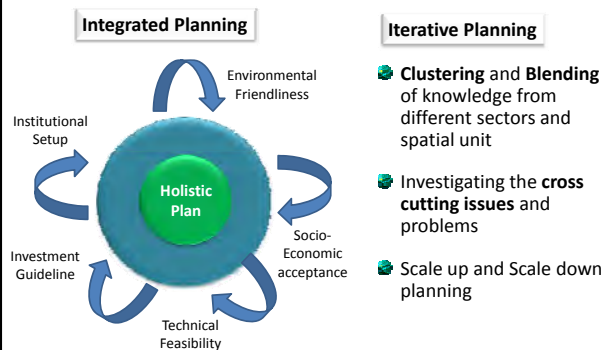 Integrated Planning
Environmental
Friendliness
Institutional
Setup
Holistic
Plan
Socio-
Economic
acceptance
Investment
Guideline
Technical
Feasibility
Iterative Planning
Clustering and Blending
of knowledge from
different sectors and
spatial unit
Investigating the cross
cutting issues and
problems
Scale up and Scale down
planning